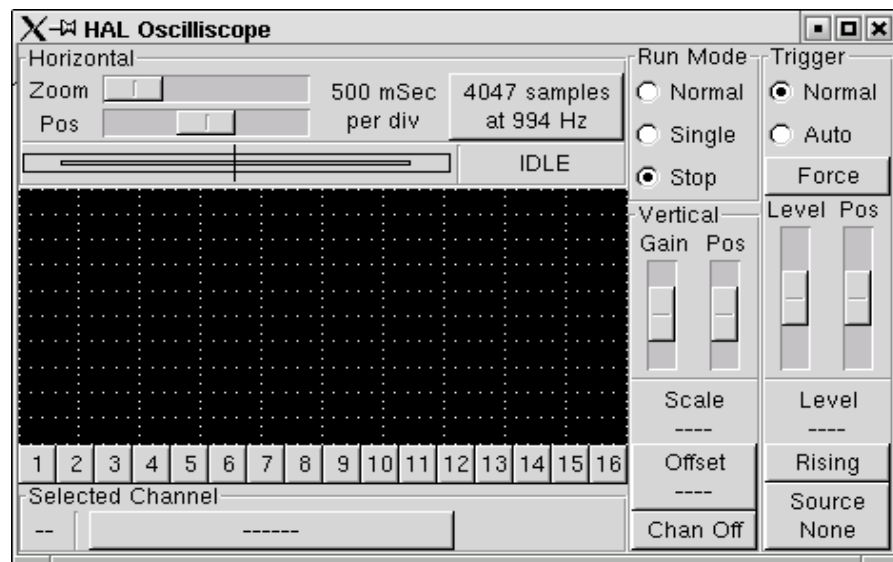 HAL Oscilliscope
Horizontal
Zoom
Pos
500 mSec
per div
4047 samples
at 994 Hz
IDLE
Run Mode
Normal
Single
Stop
Trigger
Normal
Auto
Force
Level Pos
Vertical
Gain Pos
Scale
----
Level
----
1 2 3 4 5 6 7 8 9 10 11 12 13 14 15 16
Offset
----
Rising
Selected Channel
--
------
Chan Off
Source
None